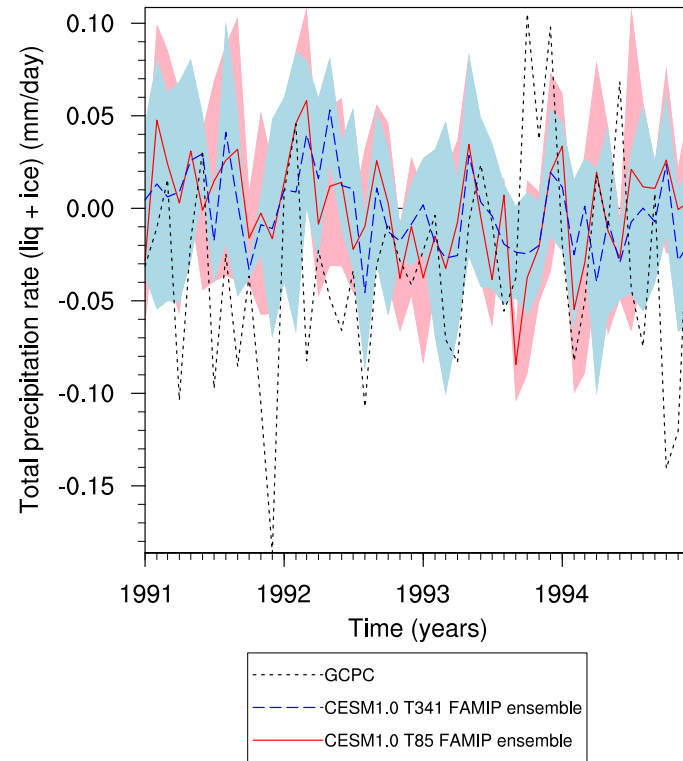 Total precipitation rate (liq + ice) (mm/day)
0.10
0.05
0.00
-0.05
-0.10
-0.15
1991 1992 1993 1994
Time (years)
GCPC
CESM1.0 T341 FAMIP ensemble
CESM1.0 T85 FAMIP ensemble